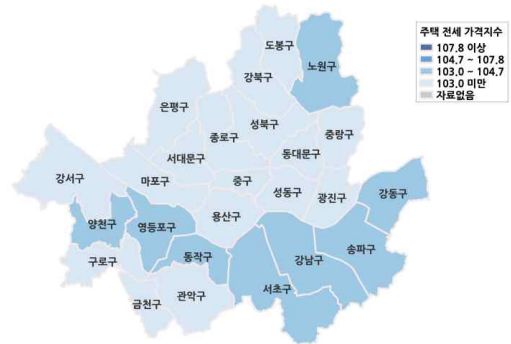 주택 전세 가격지수
107.8 이상
104.7 ~ 107.8
103.0 ~ 104.7
103.0 미만
자료없음
도봉구
노원구
강북구
은평구
성북구
종로구
중랑구
동대문구
서대문구
강서구
마포구
중구
성동구
광진구
강동구
양천구
영등포구
용산구
송파구
동작구
강남구
구로구
서초구
관악구
금천구